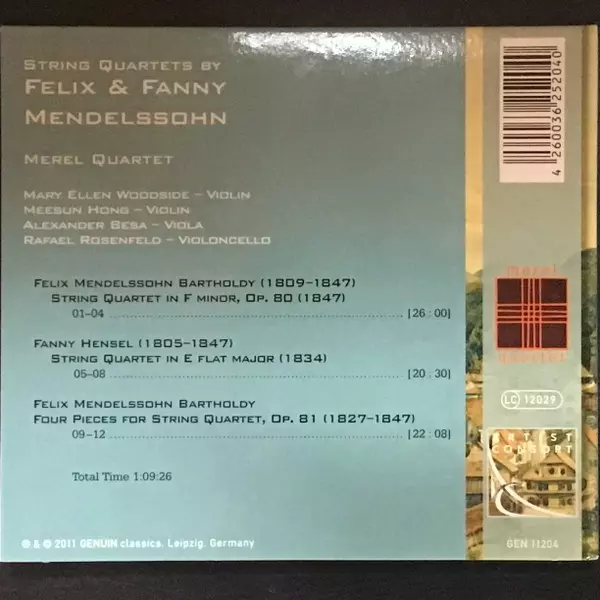 STRING QUARTETS BY
FELIX & FANNY
MENDELSSOHN
MEREL QUARTET
MARY ELLEN WOODSIDE – VIOLIN
MEESUN HONG – VIOLIN
ALEXANDER BESA – VIOLA
RAFAEL ROSENFELD – VIOLONCELLO
FELIX MENDELSSOHN BARTHOLDY (1809–1847)
STRING QUARTET IN F MINOR, OP. 80 (1847)
01–04 [26:00]
FANNY HENSEL (1805–1847)
STRING QUARTET IN E FLAT MAJOR (1834)
05–08 [20:30]
FELIX MENDELSSOHN BARTHOLDY
FOUR PIECES FOR STRING QUARTET, OP. 81 (1827–1847)
09–12 [22:08]
Total Time 1:09:26
℗ & © 2011 GENUIN classics, Leipzig, Germany
4 260036 252040
merel
quartet
LC 12029
ARTIST
CONSORT
GEN 11204